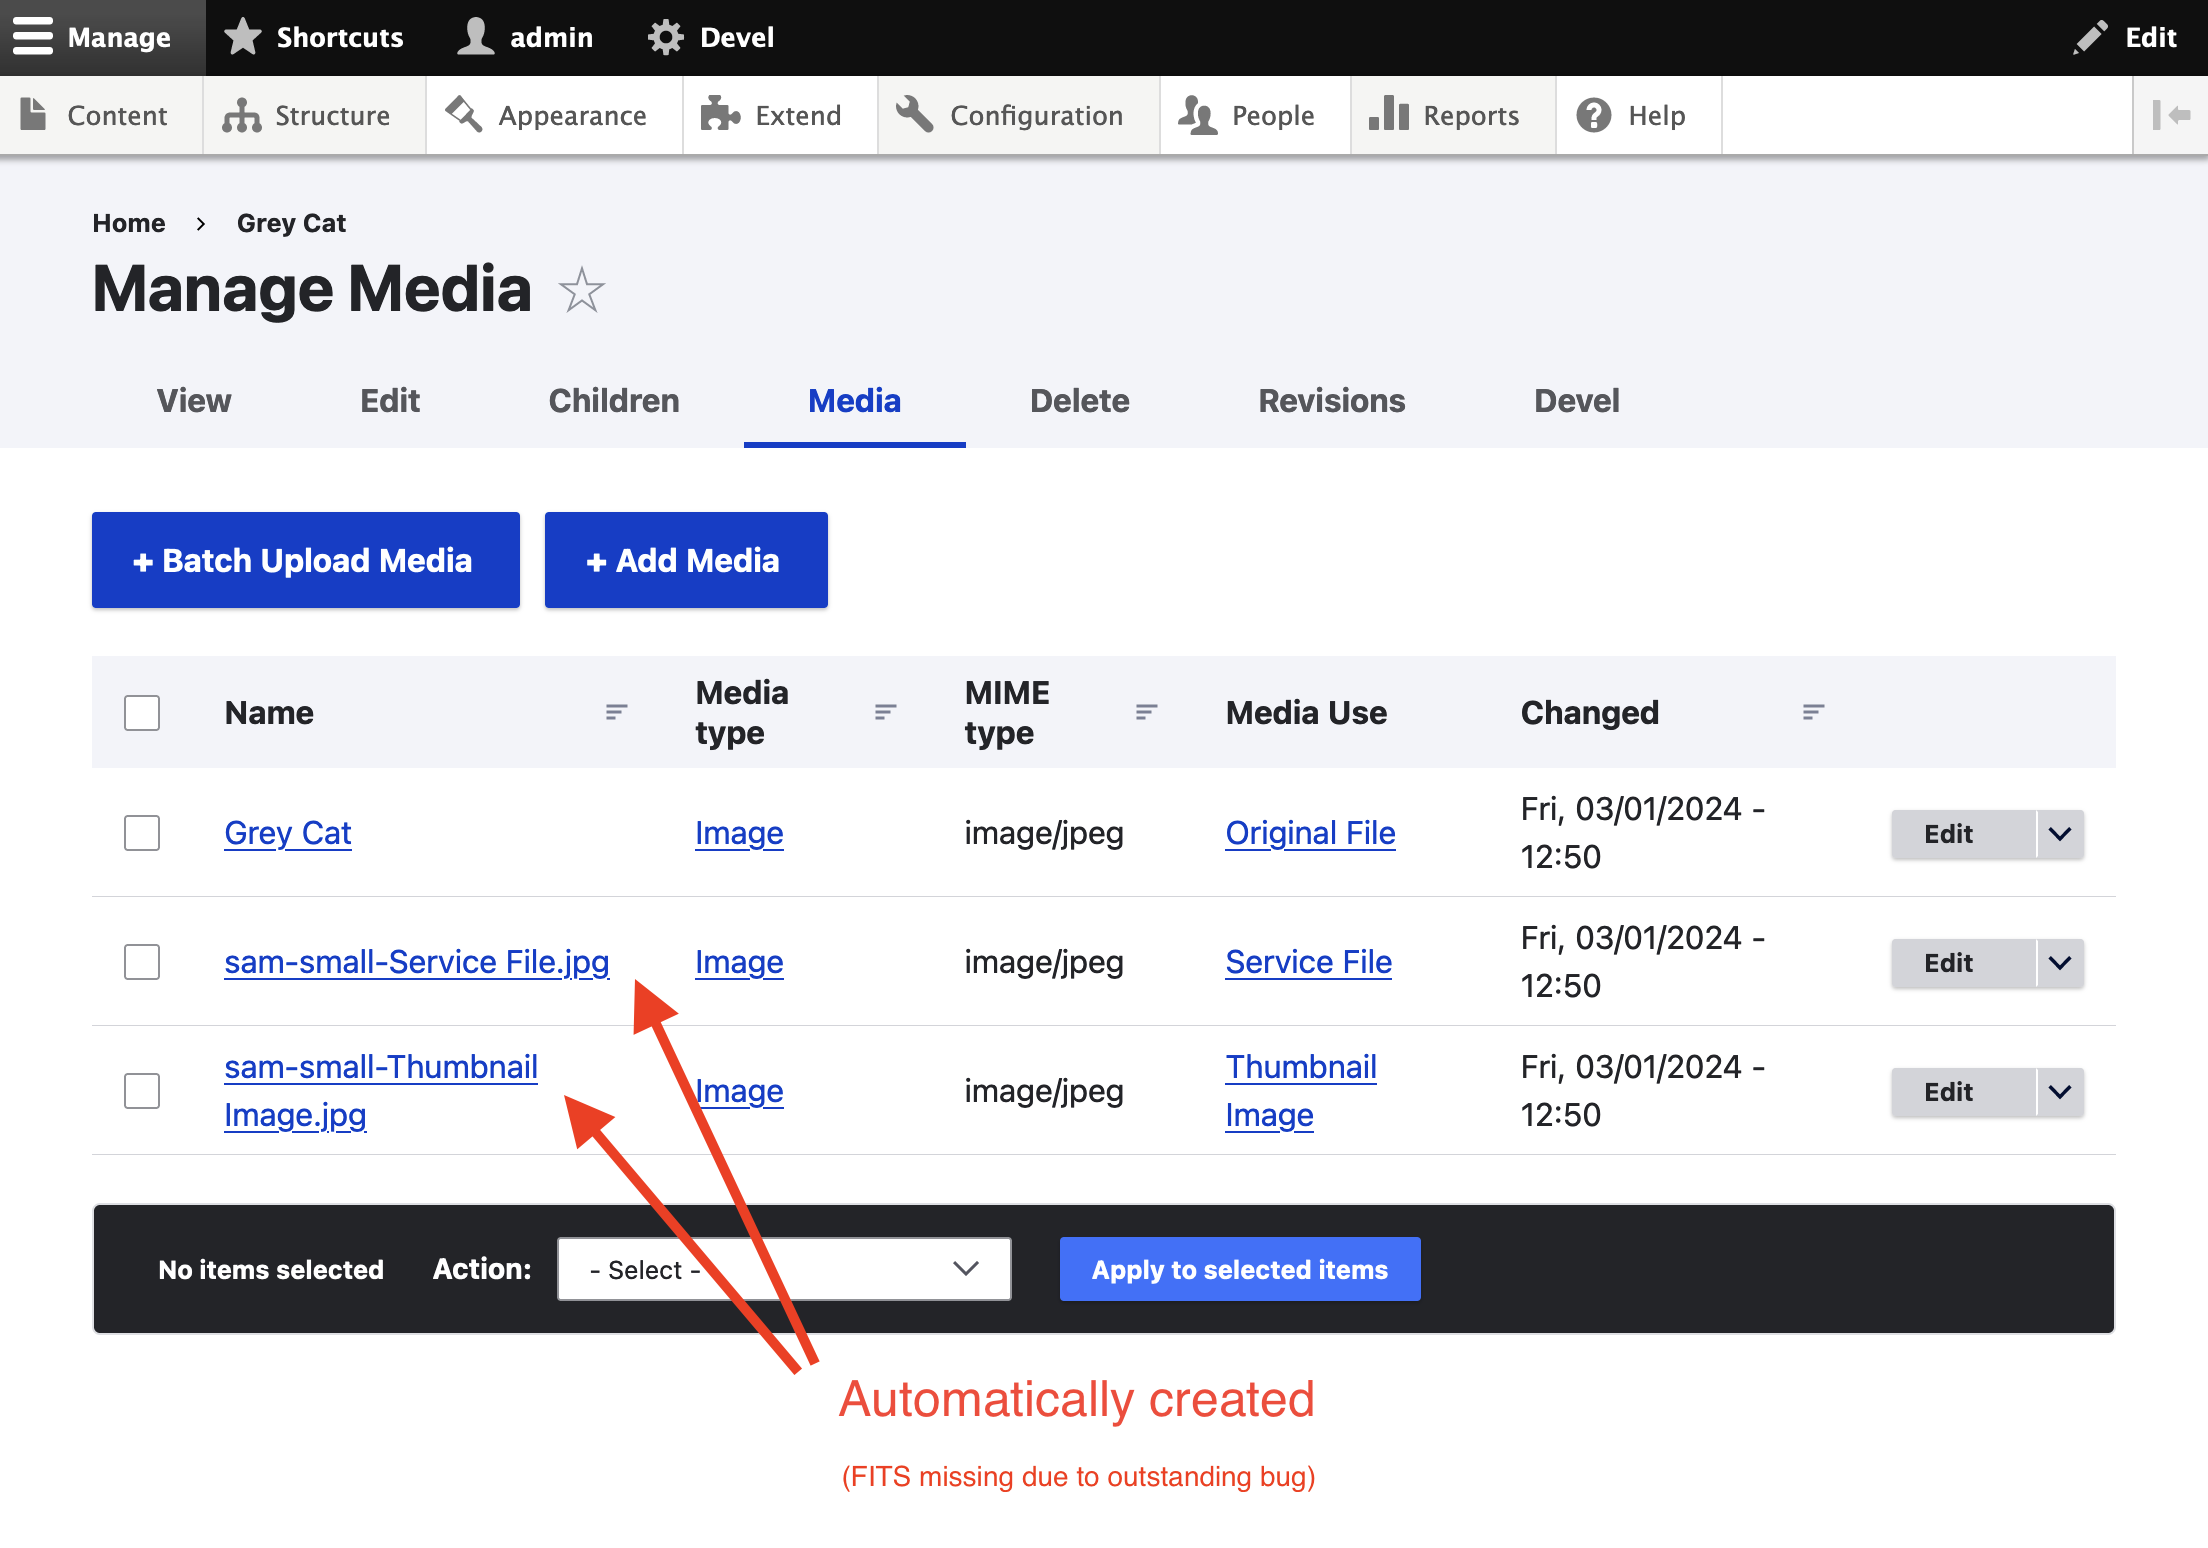 Manage Shortcuts admin Devel Edit
Content Structure Appearance Extend Configuration People Reports Help
Home › Grey Cat
Manage Media
View Edit Children Media Delete Revisions Devel
+ Batch Upload Media + Add Media
Name Media type MIME type Media Use Changed
Grey Cat Image image/jpeg Original File Fri, 03/01/2024 - 12:50 Edit
sam-small-Service File.jpg Image image/jpeg Service File Fri, 03/01/2024 - 12:50 Edit
sam-small-Thumbnail Image.jpg Image image/jpeg Thumbnail Image Fri, 03/01/2024 - 12:50 Edit
No items selected Action: - Select - Apply to selected items
Automatically created
(FITS missing due to outstanding bug)